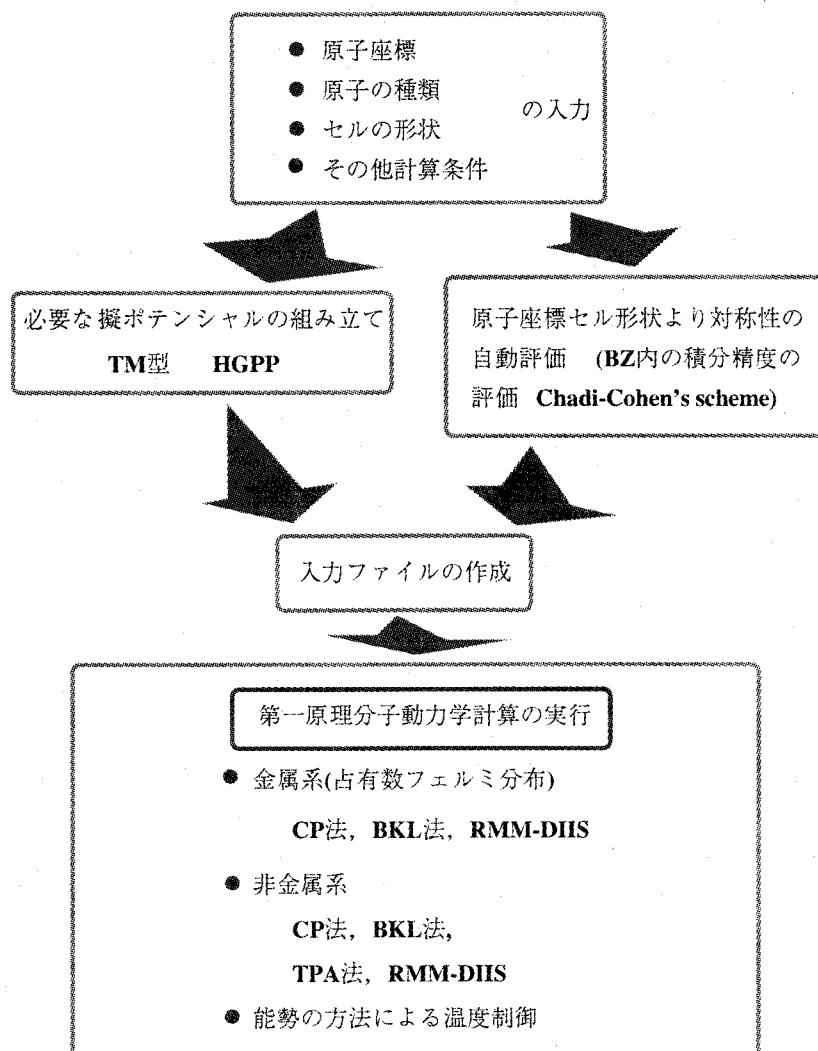 ● 原子座標
● 原子の種類
● セルの形状
● その他計算条件
の入力
必要な擬ポテンシャルの組み立て
TM型 HGPP
原子座標セル形状より対称性の
自動評価 (BZ内の積分精度の
評価 Chadi-Cohen's scheme)
入力ファイルの作成
第一原理分子動力学計算の実行
● 金属系(占有数フェルミ分布)
CP法, BKL法, RMM-DIIS
● 非金属系
CP法, BKL法,
TPA法, RMM-DIIS
● 能勢の方法による温度制御